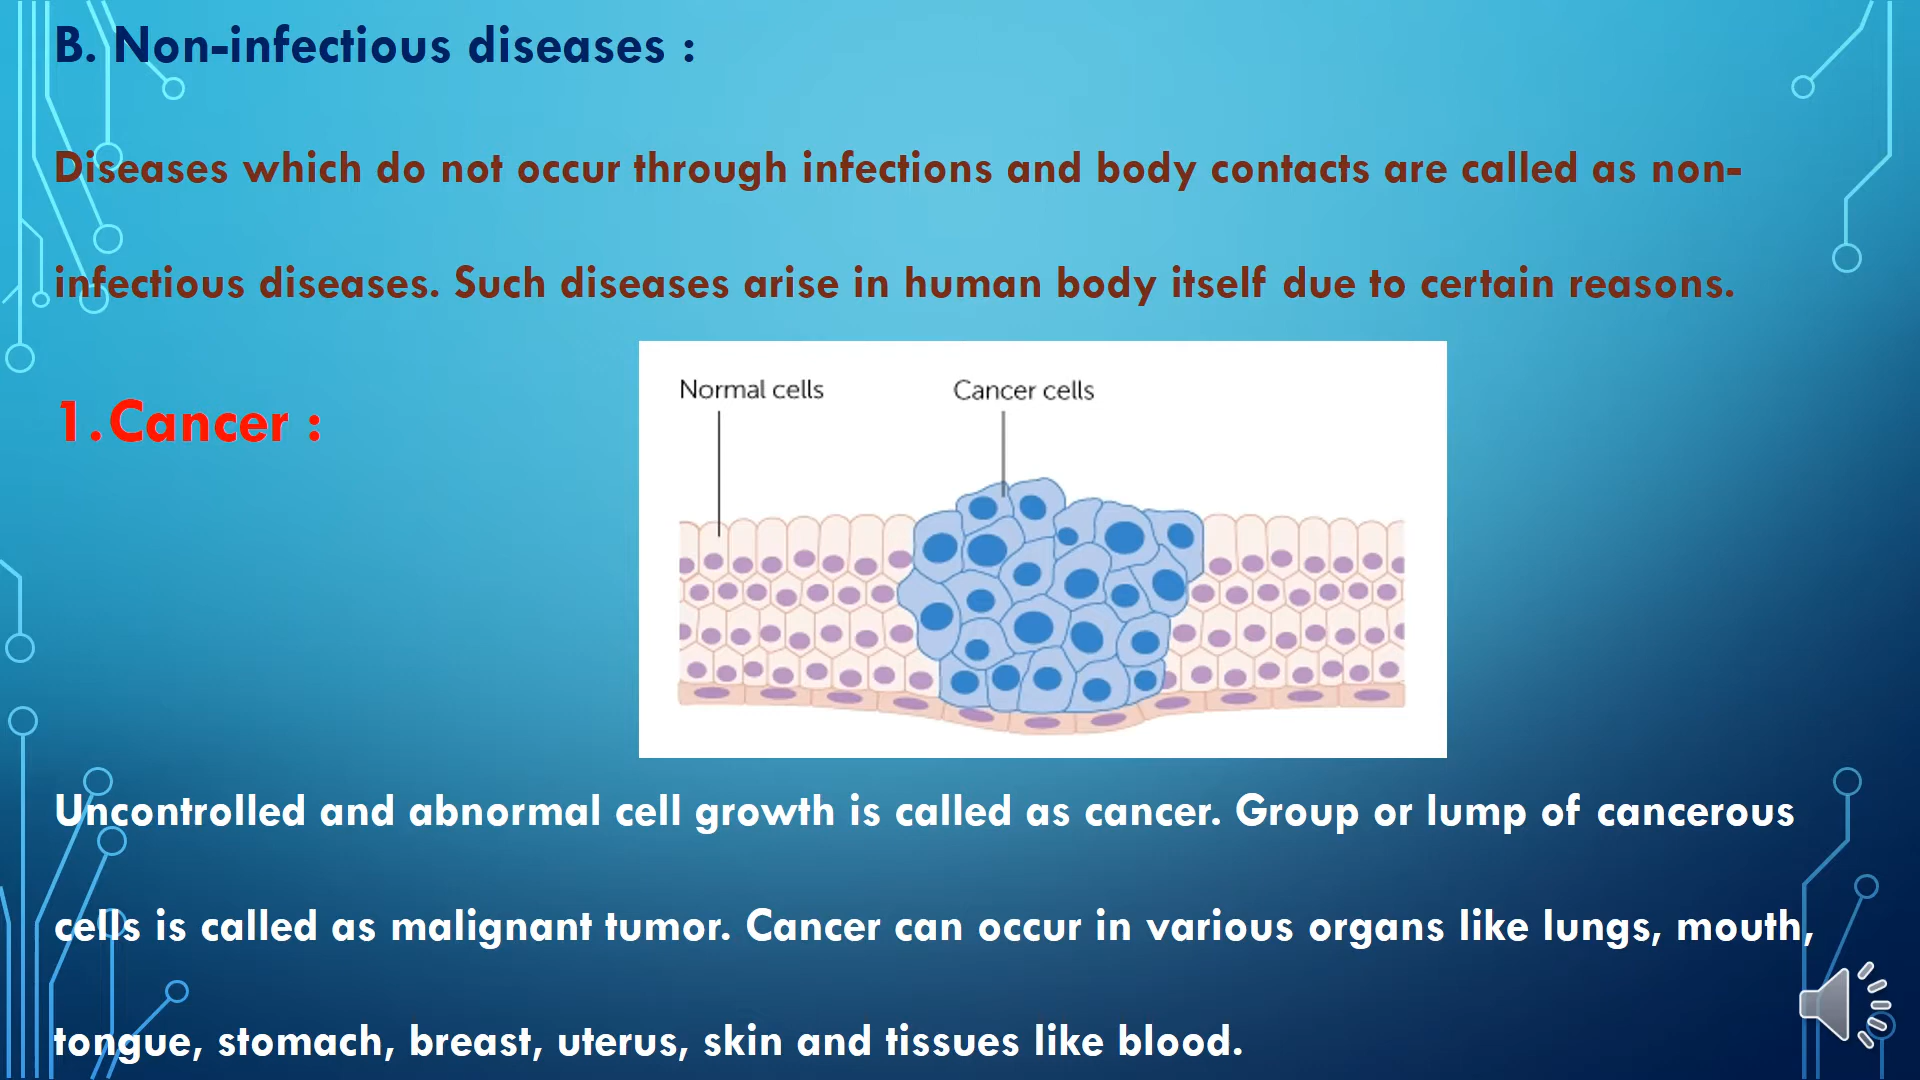 B. Non-infectious diseases :
Diseases which do not occur through infections and body contacts are called as non-
infectious diseases. Such diseases arise in human body itself due to certain reasons.
1. Cancer :
Normal cells
Cancer cells
Uncontrolled and abnormal cell growth is called as cancer. Group or lump of cancerous
cells is called as malignant tumor. Cancer can occur in various organs like lungs, mouth,
tongue, stomach, breast, uterus, skin and tissues like blood.